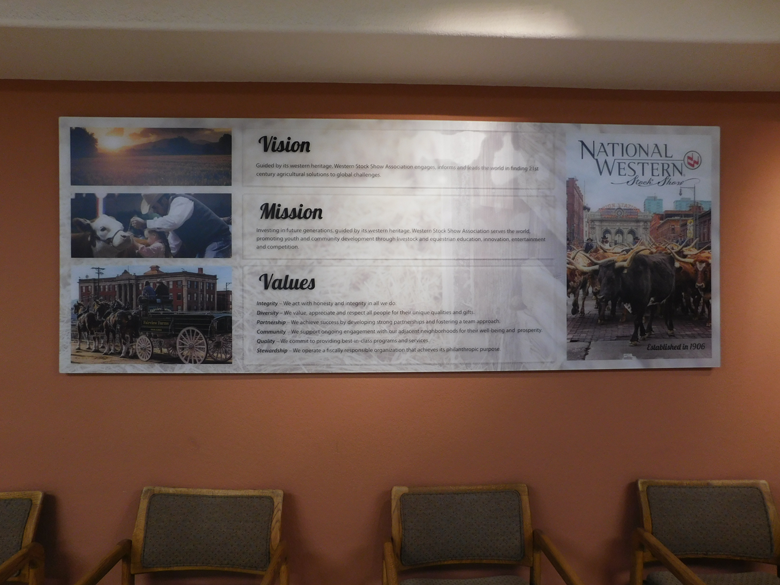 Vision
Guided by its western heritage, Western Stock Show Association engages, informs and leads the world in finding 21st
century agricultural solutions to global challenges.
Mission
Investing in future generations, guided by its western heritage, Western Stock Show Association serves the world,
promoting youth and community development through livestock and equestrian education, innovation, entertainment
and competition.
Values
Integrity - We act with honesty and integrity in all we do.
Diversity - We value, appreciate and respect all people for their unique qualities and gifts.
Partnership - We achieve success by developing strong partnerships and fostering a team approach.
Community - We support ongoing engagements with our adjacent neighborhoods for their well-being and prosperity.
Quality - We commit to providing best-in-class programs and services.
Stewardship - We operate a fiscally responsible organization that achieves its philanthropic purpose.
NATIONAL
WESTERN
Stock Show
Established in 1906